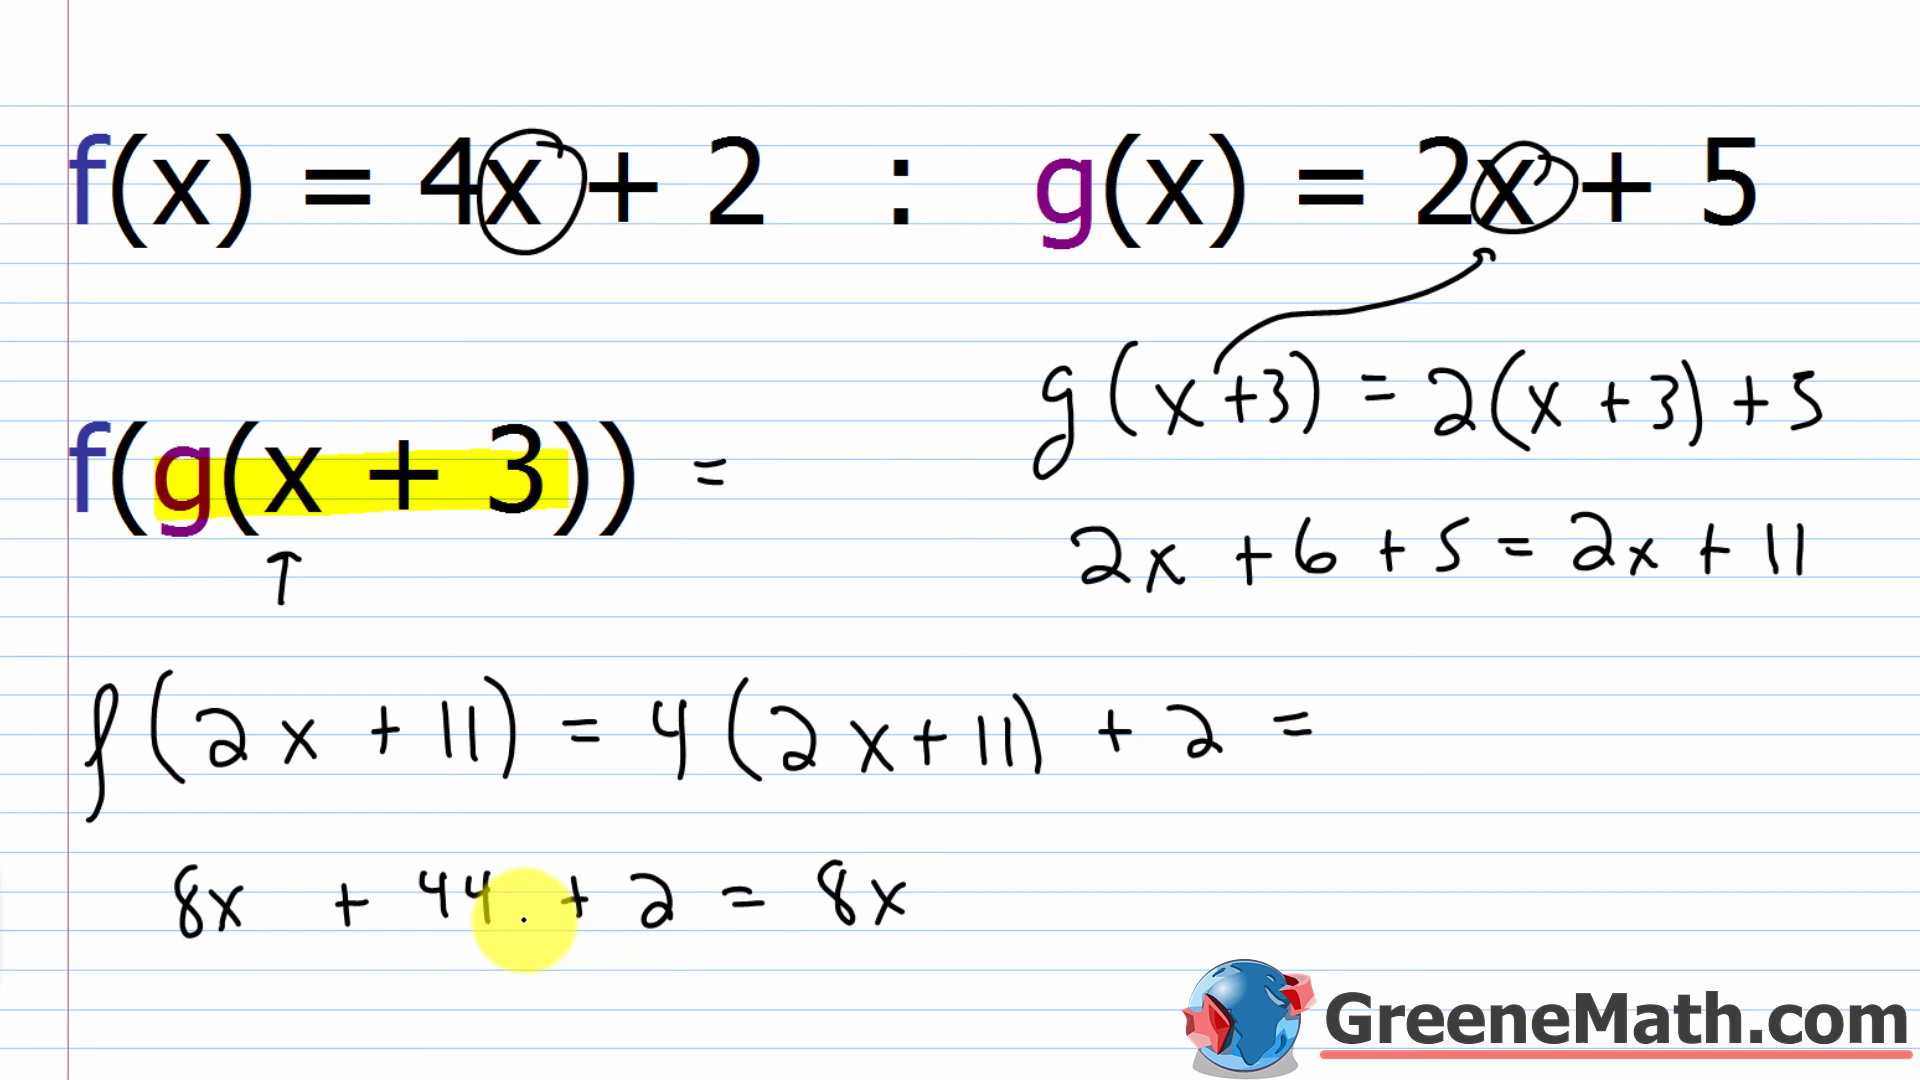 f(x) = 4x + 2 : g(x) = 2x + 5
g(x+3) = 2(x+3)+5
f(g(x + 3)) =
2x + 6 + 5 = 2x + 11
f(2x + 11) = 4(2x+11) + 2 =
8x + 44 + 2 = 8x
GreeneMath.com